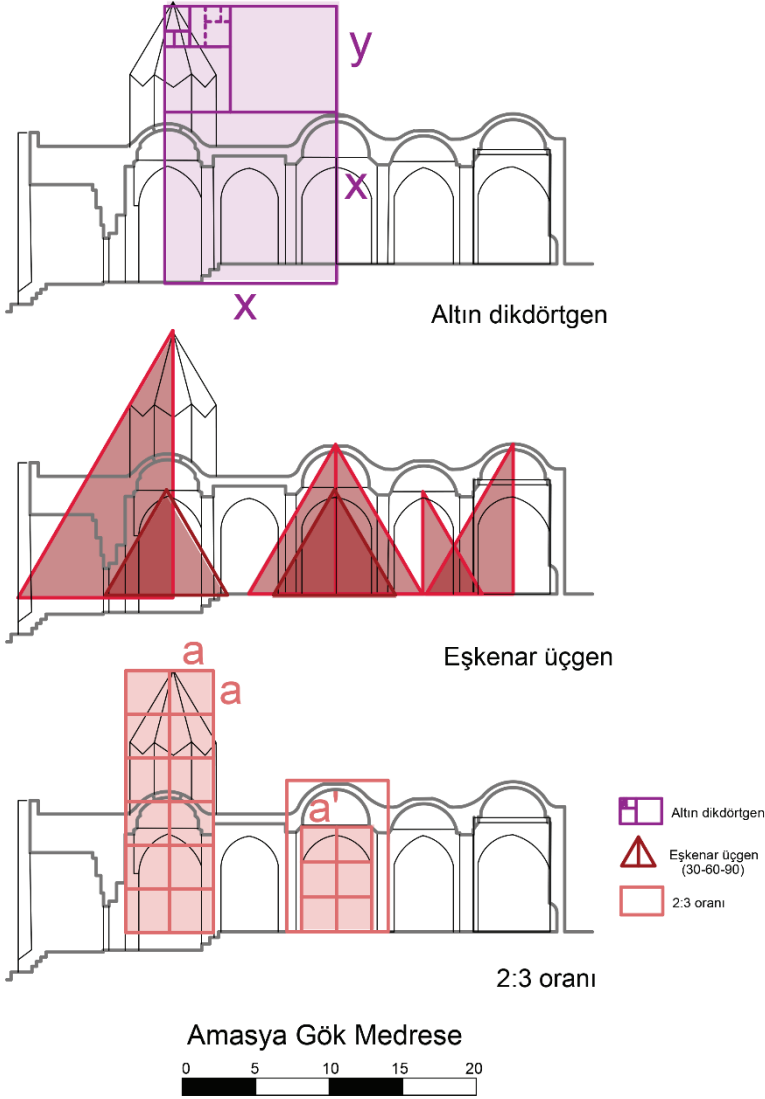 y
x
x
Altın dikdörtgen
Eşkenar üçgen
a
a
a'
Altın dikdörtgen
Eşkenar üçgen
(30-60-90)
2:3 oranı
2:3 oranı
Amasya Gök Medrese
0 5 10 15 20